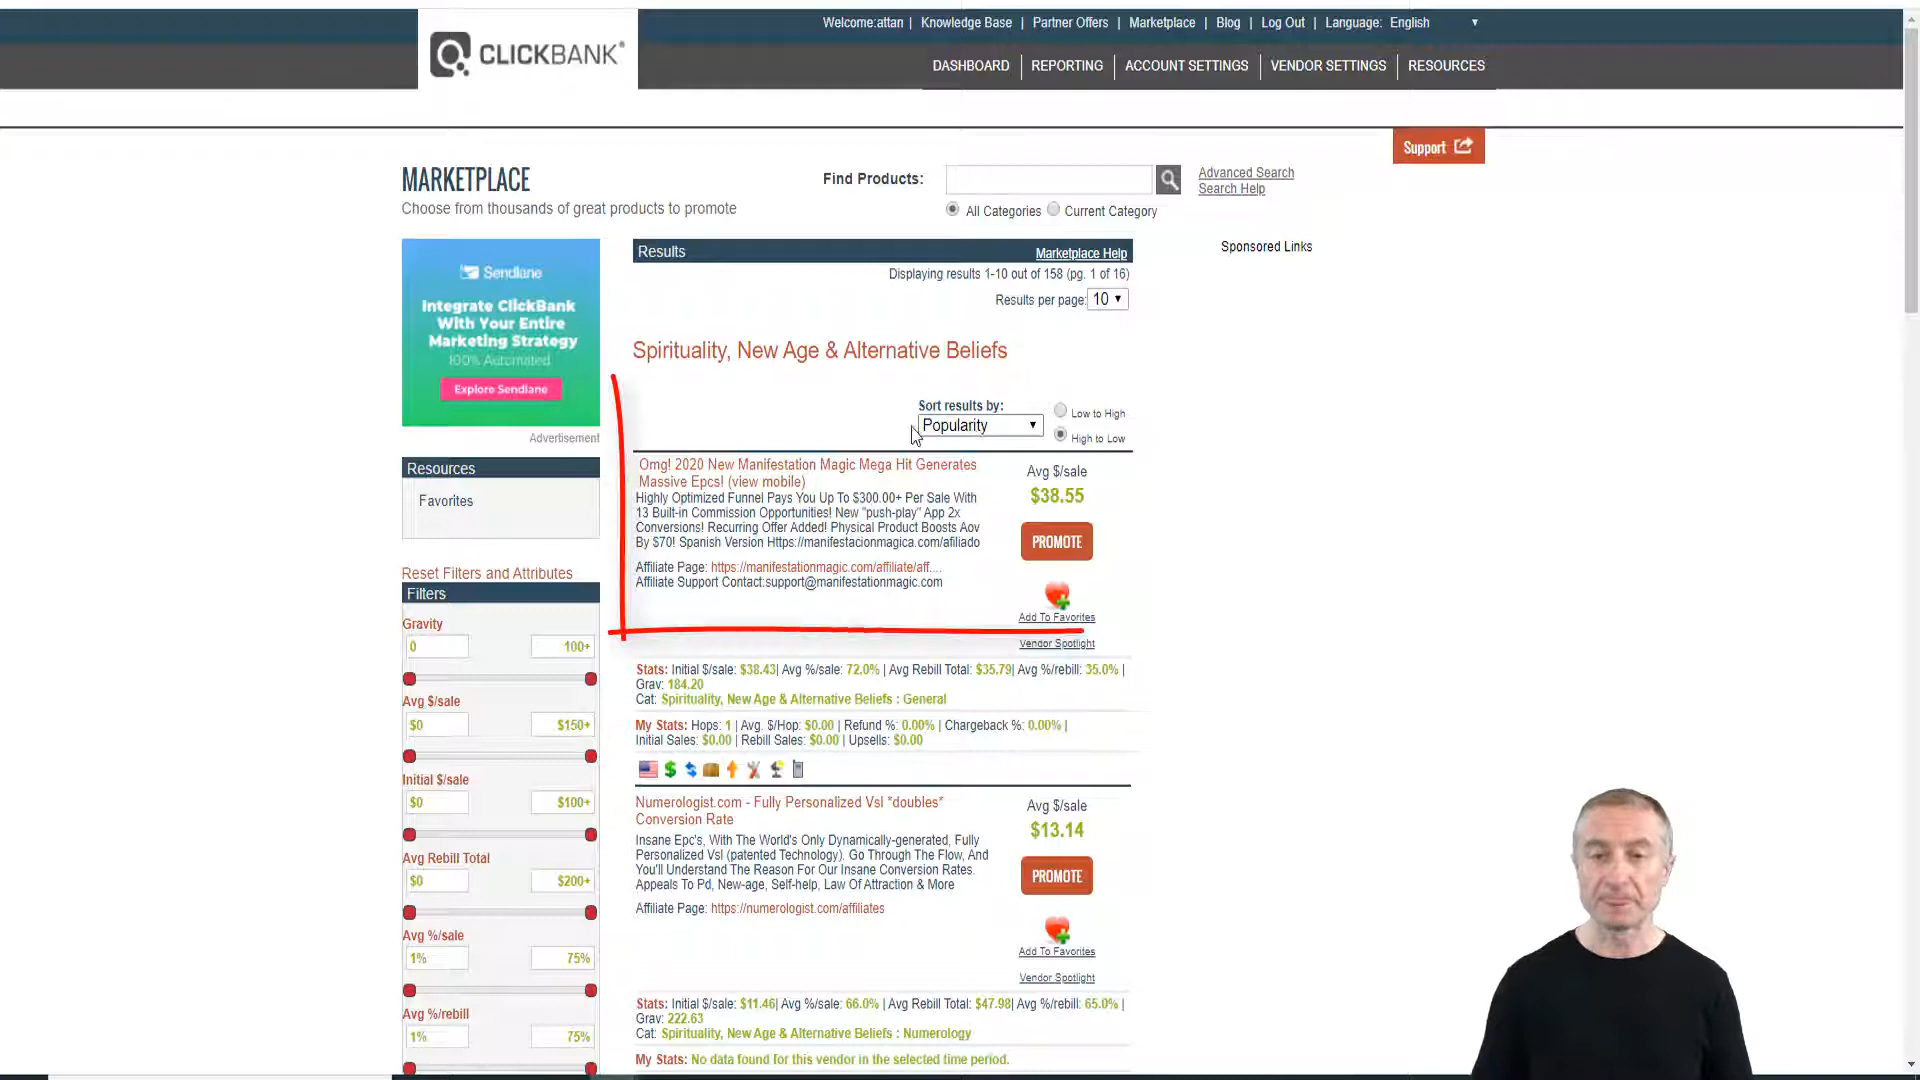 Welcome:attan | Knowledge Base | Partner Offers | Marketplace | Blog | Log Out | Language: English
CLICKBANK®
DASHBOARD | REPORTING | ACCOUNT SETTINGS | VENDOR SETTINGS | RESOURCES
Support
MARKETPLACE
Choose from thousands of great products to promote
Find Products:
Advanced Search
Search Help
All Categories Current Category
Sendlane
Integrate ClickBank
With Your Entire
Marketing Strategy
100% Automated
Explore Sendlane
Advertisement
Resources
Favorites
Reset Filters and Attributes
Filters
Gravity
0 100+
Avg $/sale
$0 $150+
Initial $/sale
$0 $100+
Avg Rebill Total
$0 $200+
Avg %/sale
1% 75%
Avg %/rebill
1% 75%
Results Marketplace Help
Displaying results 1-10 out of 158 (pg. 1 of 16)
Results per page: 10
Spirituality, New Age & Alternative Beliefs
Sort results by:
Popularity
Low to High
High to Low
Omg! 2020 New Manifestation Magic Mega Hit Generates
Massive Epcs! (view mobile)
Highly Optimized Funnel Pays You Up To $300.00+ Per Sale With
13 Built-in Commission Opportunities! New "push-play" App 2x
Conversions! Recurring Offer Added! Physical Product Boosts Aov
By $70! Spanish Version Https://manifestacionmagica.com/afiliado
Affiliate Page: https://manifestationmagic.com/affiliate/aff....
Affiliate Support Contact:support@manifestationmagic.com
Avg $/sale
$38.55
PROMOTE
Add To Favorites
Vendor Spotlight
Stats: Initial $/sale: $38.43| Avg %/sale: 72.0% | Avg Rebill Total: $35.79| Avg %/rebill: 35.0% |
Grav: 184.20
Cat: Spirituality, New Age & Alternative Beliefs : General
My Stats: Hops: 1 | Avg. $/Hop: $0.00 | Refund %: 0.00% | Chargeback %: 0.00% |
Initial Sales: $0.00 | Rebill Sales: $0.00 | Upsells: $0.00
Numerologist.com - Fully Personalized Vsl *doubles*
Conversion Rate
Insane Epc's, With The World's Only Dynamically-generated, Fully
Personalized Vsl (patented Technology). Go Through The Flow, And
You'll Understand The Reason For Our Insane Conversion Rates.
Appeals To Pd, New-age, Self-help, Law Of Attraction & More
Affiliate Page: https://numerologist.com/affiliates
Avg $/sale
$13.14
PROMOTE
Add To Favorites
Vendor Spotlight
Stats: Initial $/sale: $11.46| Avg %/sale: 66.0% | Avg Rebill Total: $47.98| Avg %/rebill: 65.0% |
Grav: 222.63
Cat: Spirituality, New Age & Alternative Beliefs : Numerology
My Stats: No data found for this vendor in the selected time period.
Sponsored Links